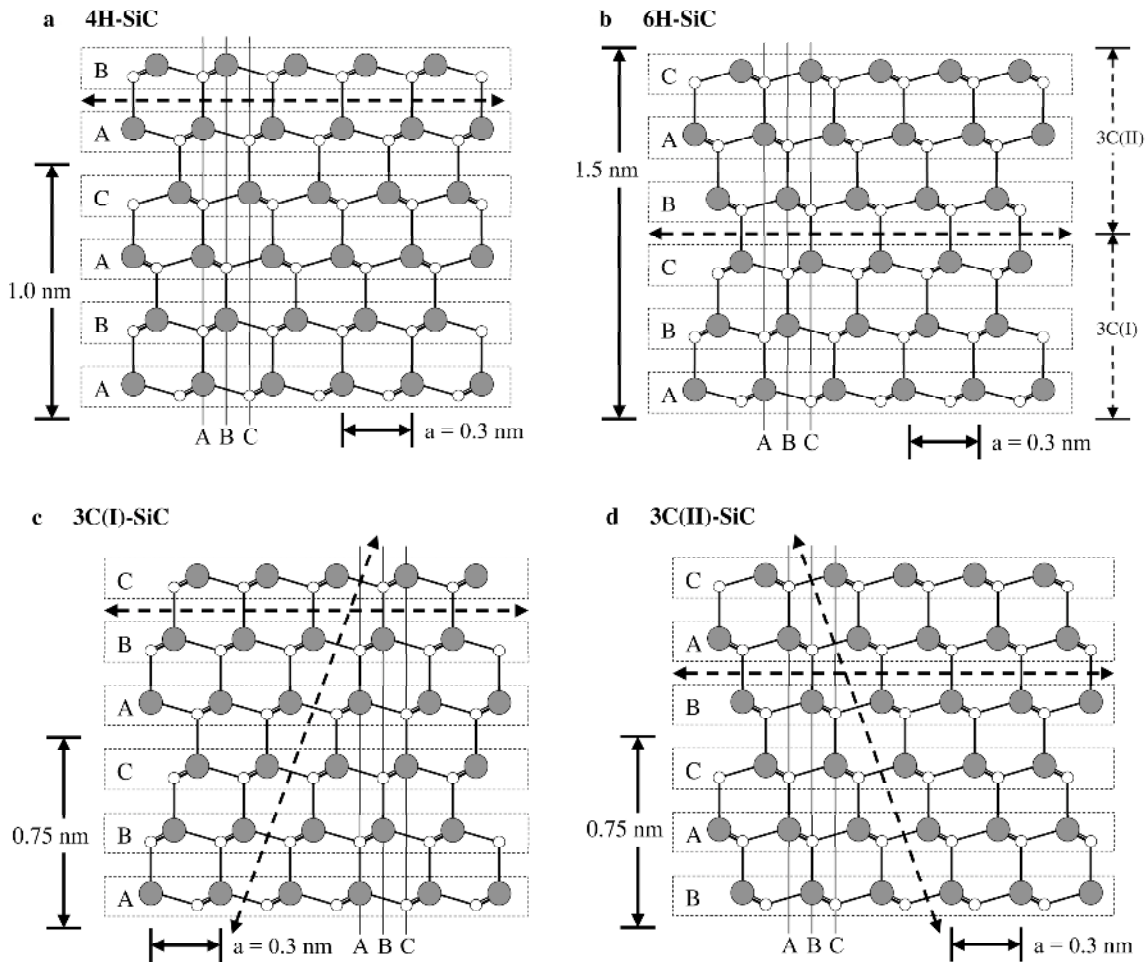 a 4H-SiC
B
A
C
A
B
A
1.0 nm
A B C
a = 0.3 nm
b 6H-SiC
C
A
B
C
B
A
1.5 nm
3C(II)
3C(I)
A B C
a = 0.3 nm
c 3C(I)-SiC
C
B
A
C
B
A
0.75 nm
a = 0.3 nm
A B C
d 3C(II)-SiC
C
A
B
C
A
B
0.75 nm
A B C
a = 0.3 nm